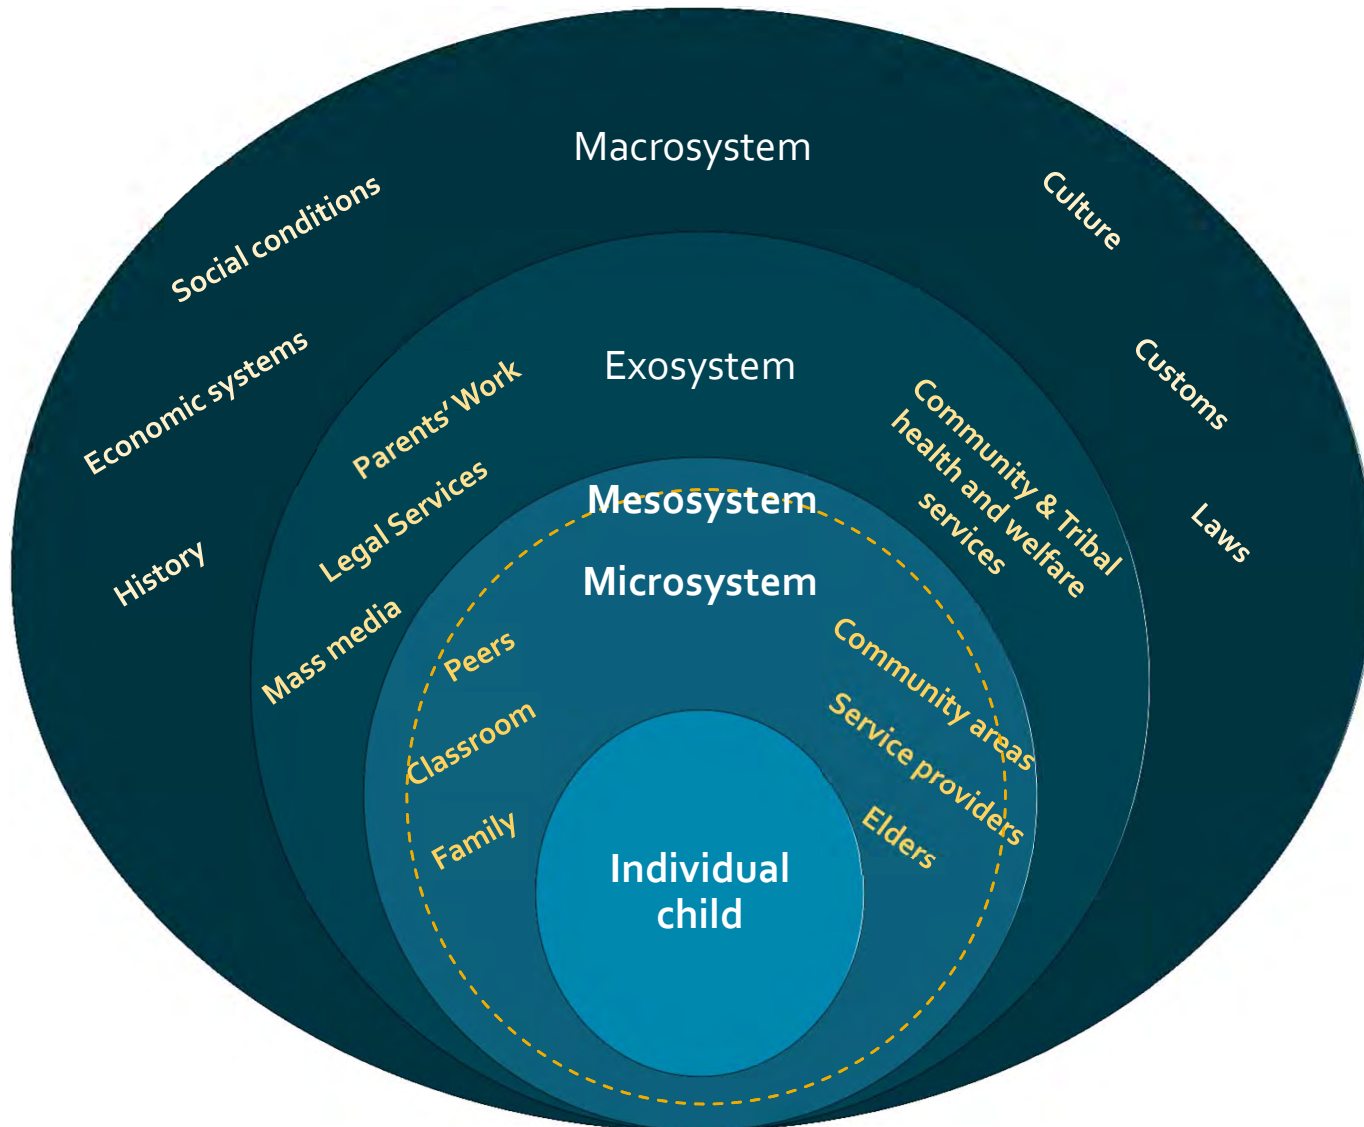 Macrosystem
Social conditions
Economic systems
History
Culture
Customs
Laws
Exosystem
Parents’ Work
Legal Services
Mass media
Community & Tribal
health and welfare
services
Mesosystem
Microsystem
Peers
Classroom
Family
Community areas
Service providers
Elders
Individual
child